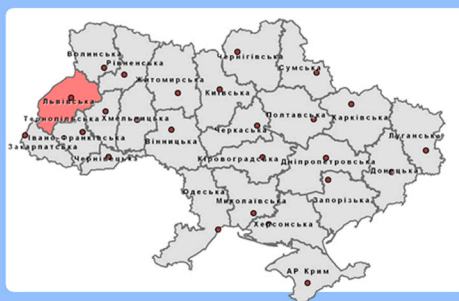 Волинська
Рівненська
Чернігівська
Сумська
Житомирська
Київська
Львівська
Тернопільська
Хмельницька
Полтавська
Харківська
Черкаська
Луганськ
Івано-Франківська
Закарпатська
Вінницька
Чернівецька
Кіровоградська
Дніпропетровська
Донецька
Одеська
Миколаївська
Запорізька
Херсонська
АР Крим